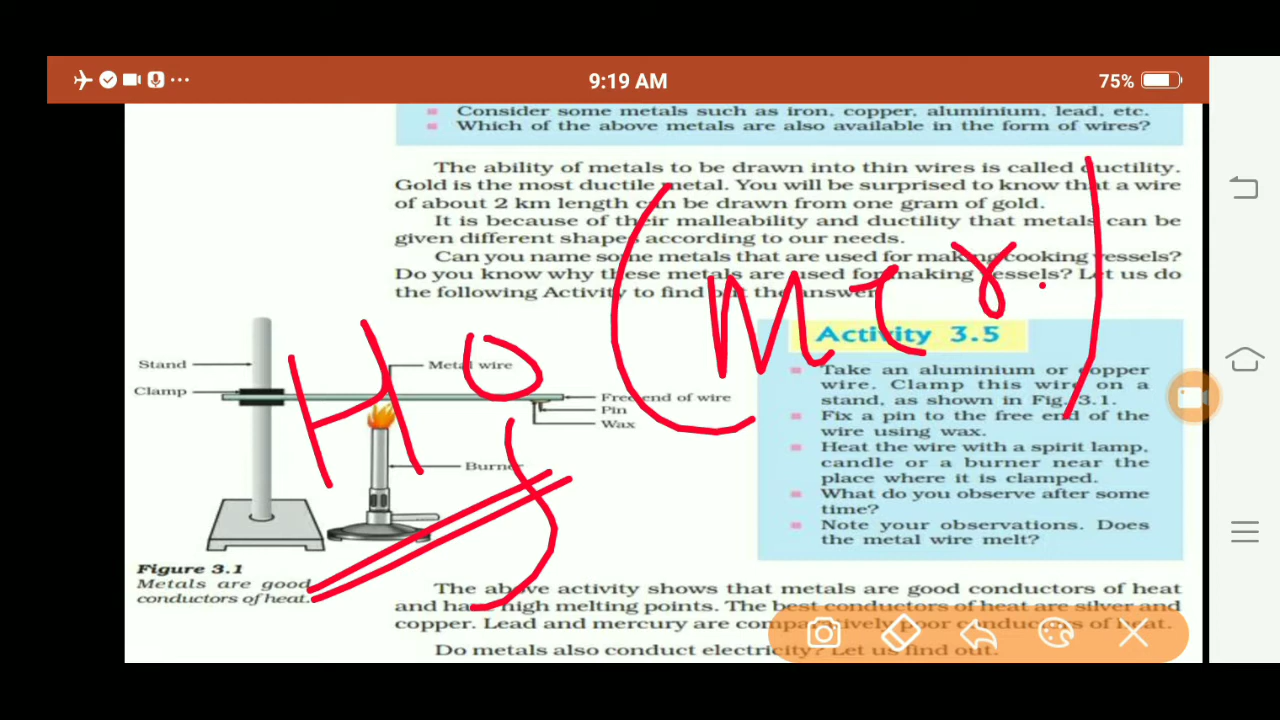 9:19 AM
75%
Consider some metals such as iron, copper, aluminium, lead, etc.
Which of the above metals are also available in the form of wires?
The ability of metals to be drawn into thin wires is called ductility.
Gold is the most ductile metal. You will be surprised to know that a wire
of about 2 km length can be drawn from one gram of gold.
It is because of their malleability and ductility that metals can be
given different shapes according to our needs.
Can you name some metals that are used for making cooking vessels?
Do you know why these metals are used for making vessels? Let us do
the following Activity to find out the answer.
Stand
Clamp
Metal wire
Free end of wire
Pin
Wax
Burner
Figure 3.1
Metals are good
conductors of heat.
Activity 3.5
Take an aluminium or copper
wire. Clamp this wire on a
stand, as shown in Fig. 3.1.
Fix a pin to the free end of the
wire using wax.
Heat the wire with a spirit lamp,
candle or a burner near the
place where it is clamped.
What do you observe after some
time?
Note your observations. Does
the metal wire melt?
The above activity shows that metals are good conductors of heat
and have high melting points. The best conductors of heat are silver and
copper. Lead and mercury are comparatively poor conductors of heat.
Do metals also conduct electricity? Let us find out.